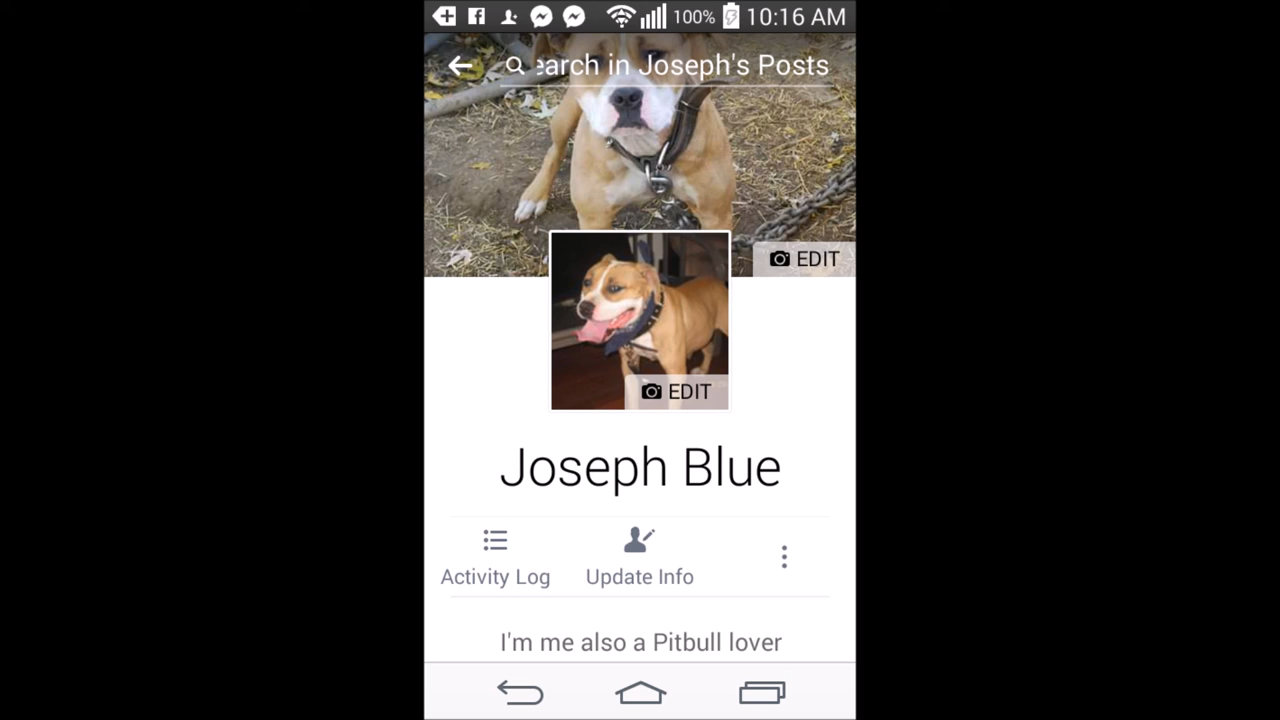 100% 10:16 AM
earch in Joseph's Posts
EDIT
EDIT
Joseph Blue
Activity Log Update Info
I'm me also a Pitbull lover